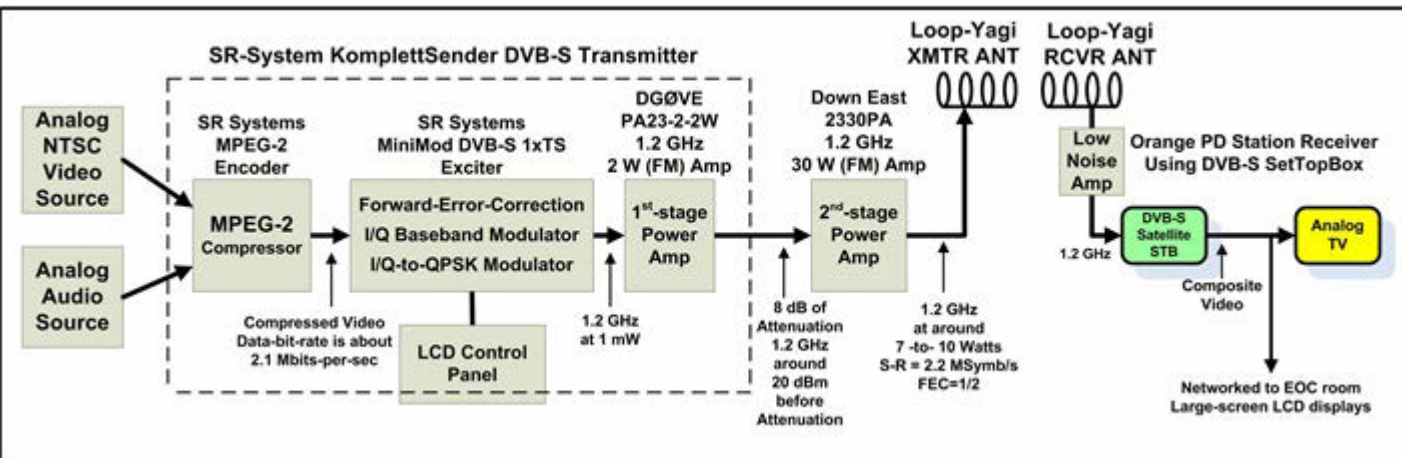 SR-System KomplettSender DVB-S Transmitter
Analog
NTSC
Video
Source
Analog
Audio
Source
SR Systems
MPEG-2
Encoder
MPEG-2
Compressor
Compressed Video
Data-bit-rate is about
2.1 Mbits-per-sec
SR Systems
MiniMod DVB-S 1xTS
Exciter
Forward-Error-Correction
I/Q Baseband Modulator
I/Q-to-QPSK Modulator
LCD Control
Panel
1.2 GHz
at 1 mW
DGØVE
PA23-2-2W
1.2 GHz
2 W (FM) Amp
1st-stage
Power
Amp
8 dB of
Attenuation
1.2 GHz
around
20 dBm
before
Attenuation
Down East
2330PA
1.2 GHz
30 W (FM) Amp
2nd-stage
Power
Amp
1.2 GHz
at around
7 -to- 10 Watts
S-R = 2.2 MSymb/s
FEC=1/2
Loop-Yagi
XMTR ANT
Loop-Yagi
RCVR ANT
Low
Noise
Amp
Orange PD Station Receiver
Using DVB-S SetTopBox
1.2 GHz
DVB-S
Satellite
STB
Composite
Video
Analog
TV
Networked to EOC room
Large-screen LCD displays